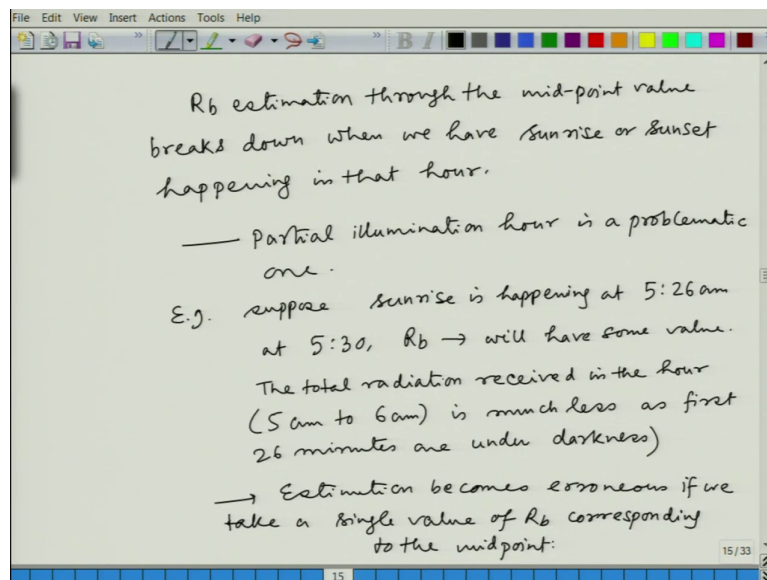 File Edit View Insert Actions Tools Help
B I
Rb estimation through the mid-point value
breaks down when we have sunrise or sunset
happening in that hour.
— Partial illumination hour is a problematic
one.
E.g. suppose sunrise is happening at 5:26am
at 5:30, Rb → will have some value.
The total radiation received in the hour
(5 am to 6 am) is much less as first
26 minutes are under darkness)
→ Estimation becomes erroneous if we
take a single value of Rb corresponding
to the midpoint:
15/33
15